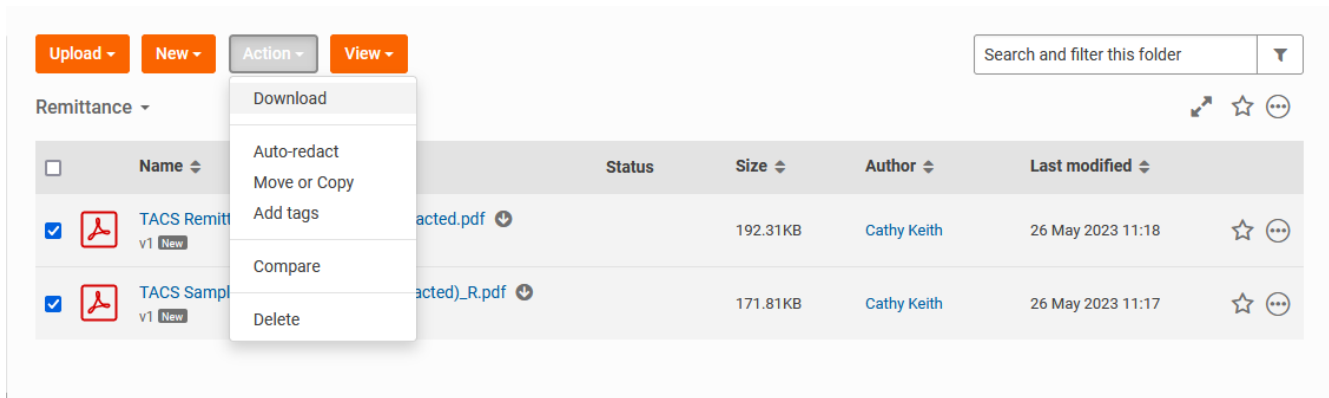 Upload New Action View Search and filter this folder
Remittance
Download
Name Status Size Author Last modified
Auto-redact
Move or Copy
Add tags
TACS Remitt acted.pdf 192.31KB Cathy Keith 26 May 2023 11:18
v1 New
Compare
TACS Sampl acted)_R.pdf 171.81KB Cathy Keith 26 May 2023 11:17
v1 New
Delete